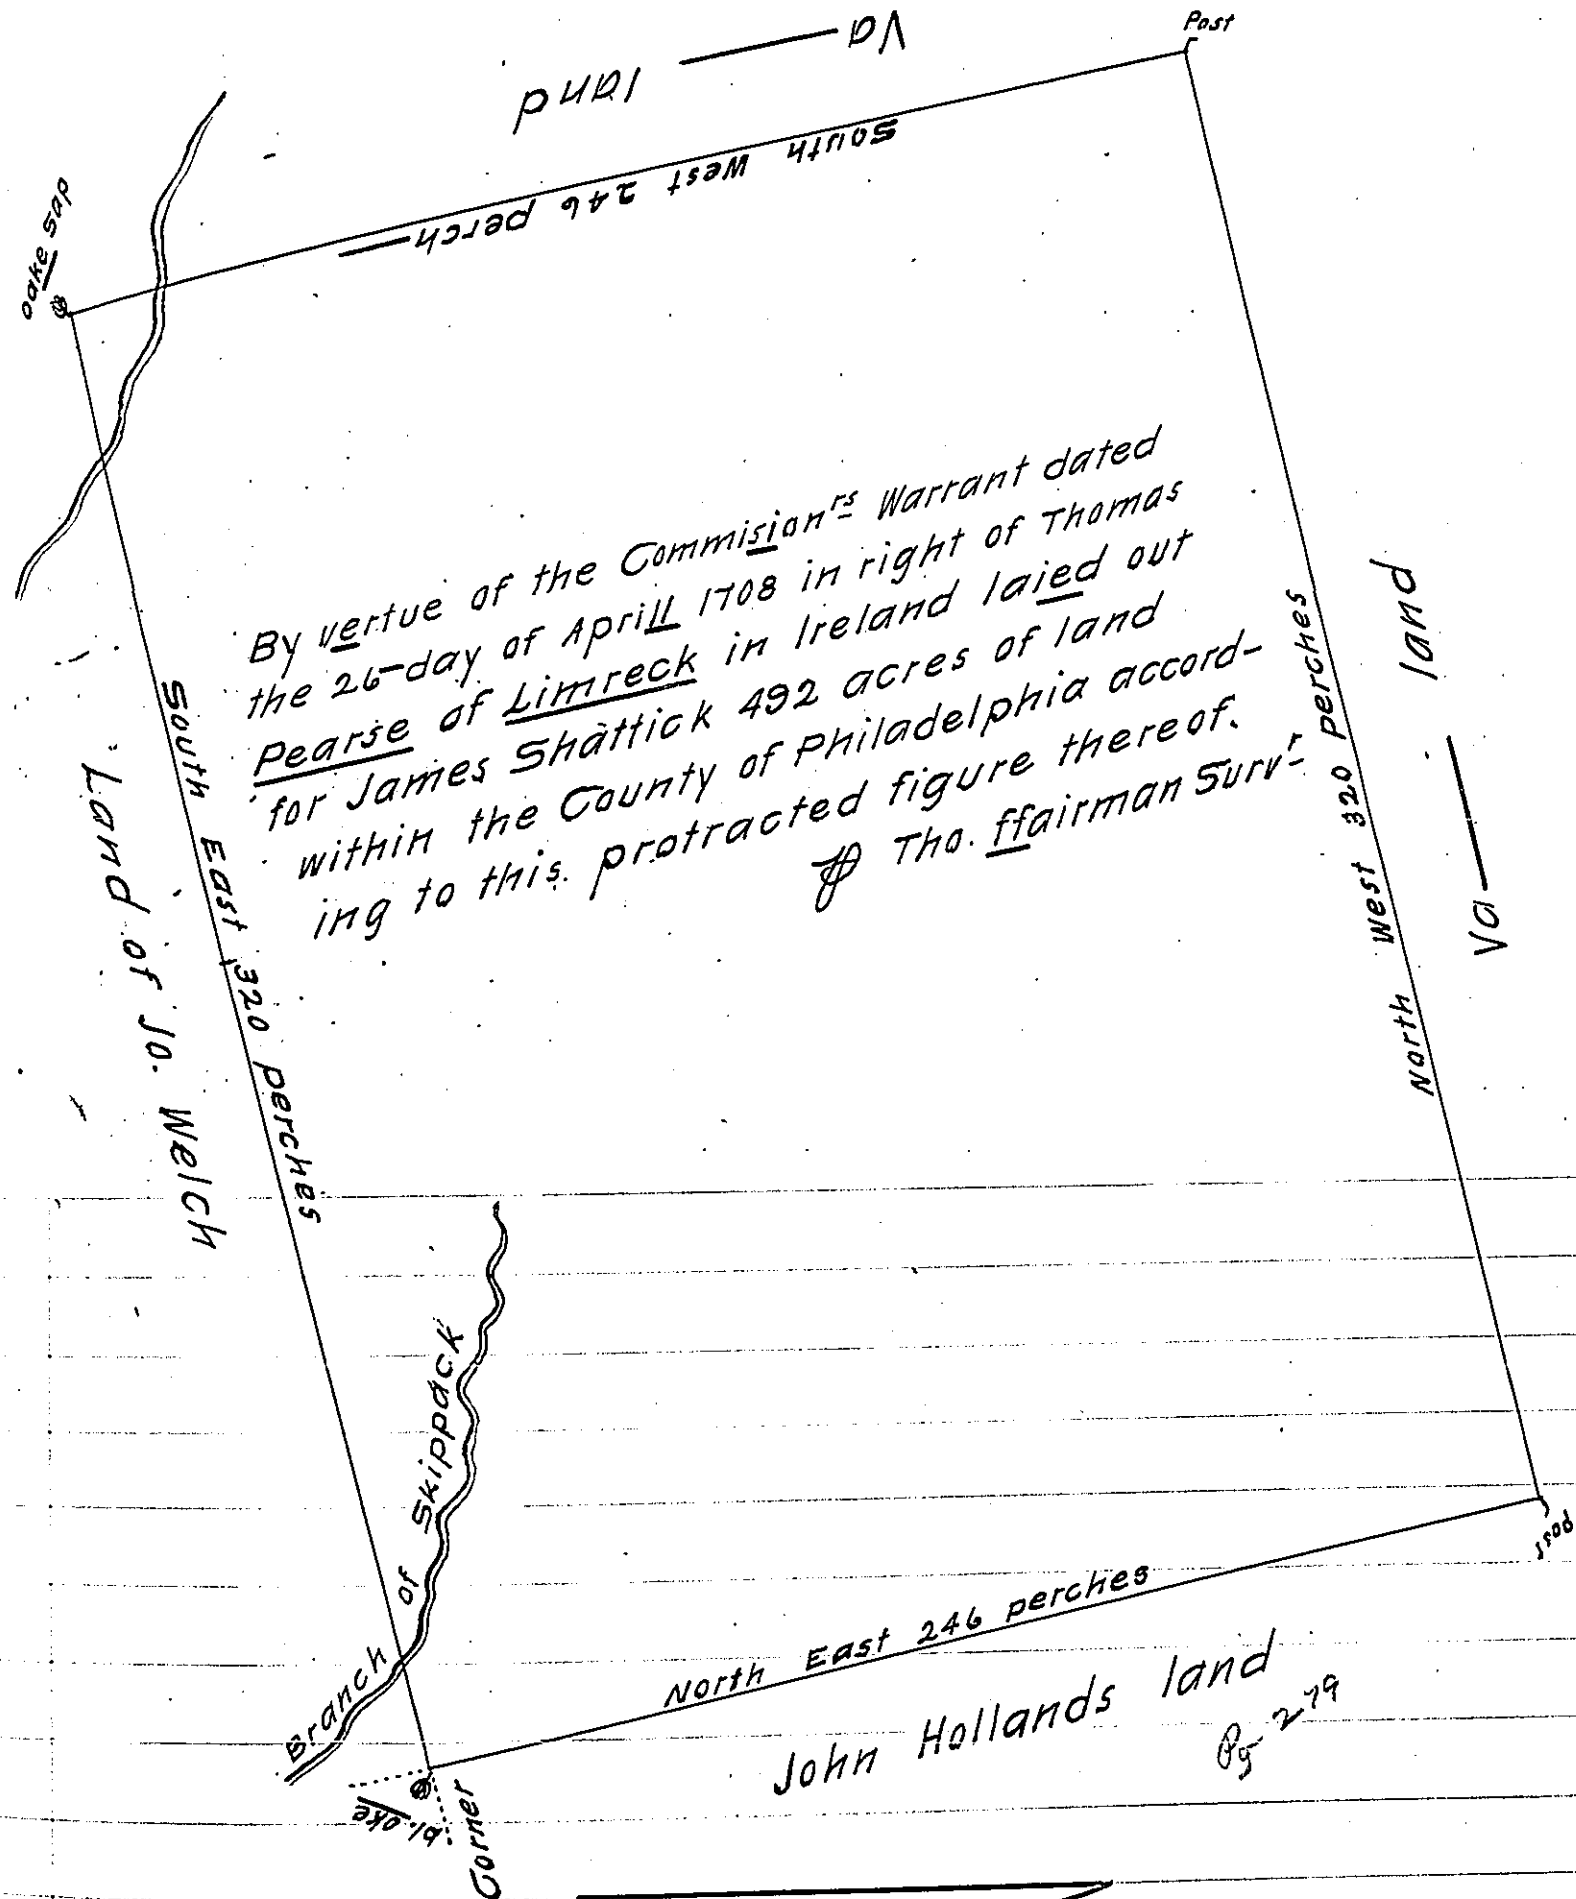 Post
Va — land
South West 246 perch —
oake sap
By vertue of the Commisionrs Warrant dated
the 26-day of Aprill 1708 in right of Thomas
Pearse of Limreck in Ireland laied out
for James Shattick 492 acres of land
within the County of Philadelphia accord-
ing to this protracted figure thereof.
Tho. ffairman Survr
South East 320 perches
Land of Jo. Welch
North West 320 perches
Va — land
Branch of Skippack
North East 246 perches
post
John Hollands land
Pg 279
bl. oke
Corner